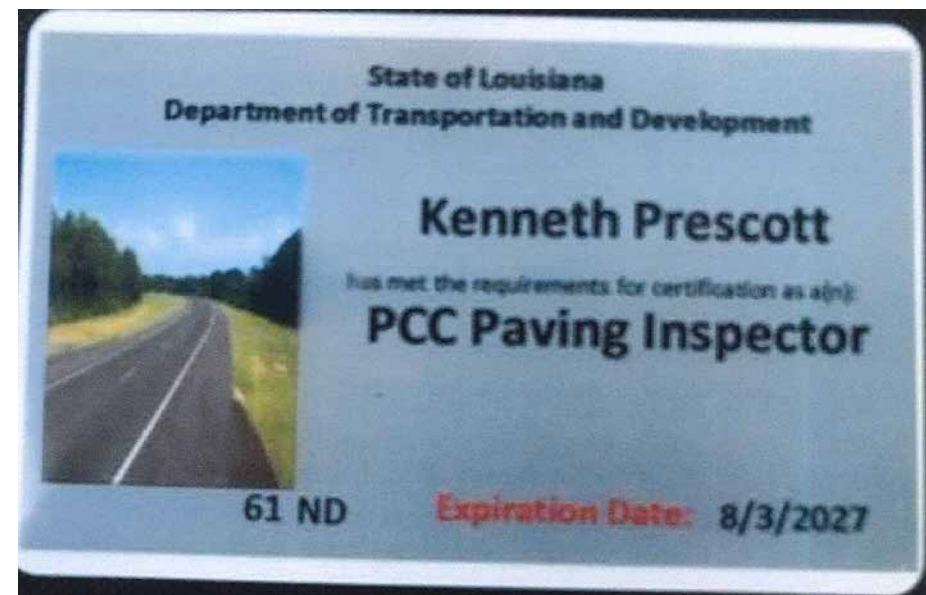 State of Louisiana
Department of Transportation and Development
Kenneth Prescott
has met the requirements for certification as a(n):
PCC Paving Inspector
61 ND Expiration Date: 8/3/2027